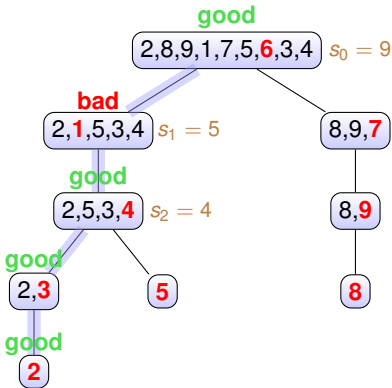 good
2,8,9,1,7,5,6,3,4 s₀ = 9
bad
2,1,5,3,4 s₁ = 5 8,9,7
good
2,5,3,4 s₂ = 4 8,9
good
2,3 5 8
good
2